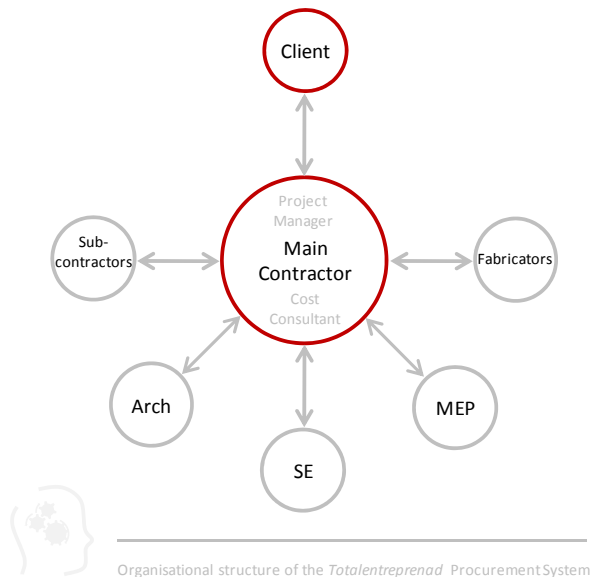 Client
Project
Manager
Main
Contractor
Cost
Consultant
Sub-
contractors
Fabricators
Arch
MEP
SE
Organisational structure of the Totalentreprenad Procurement System